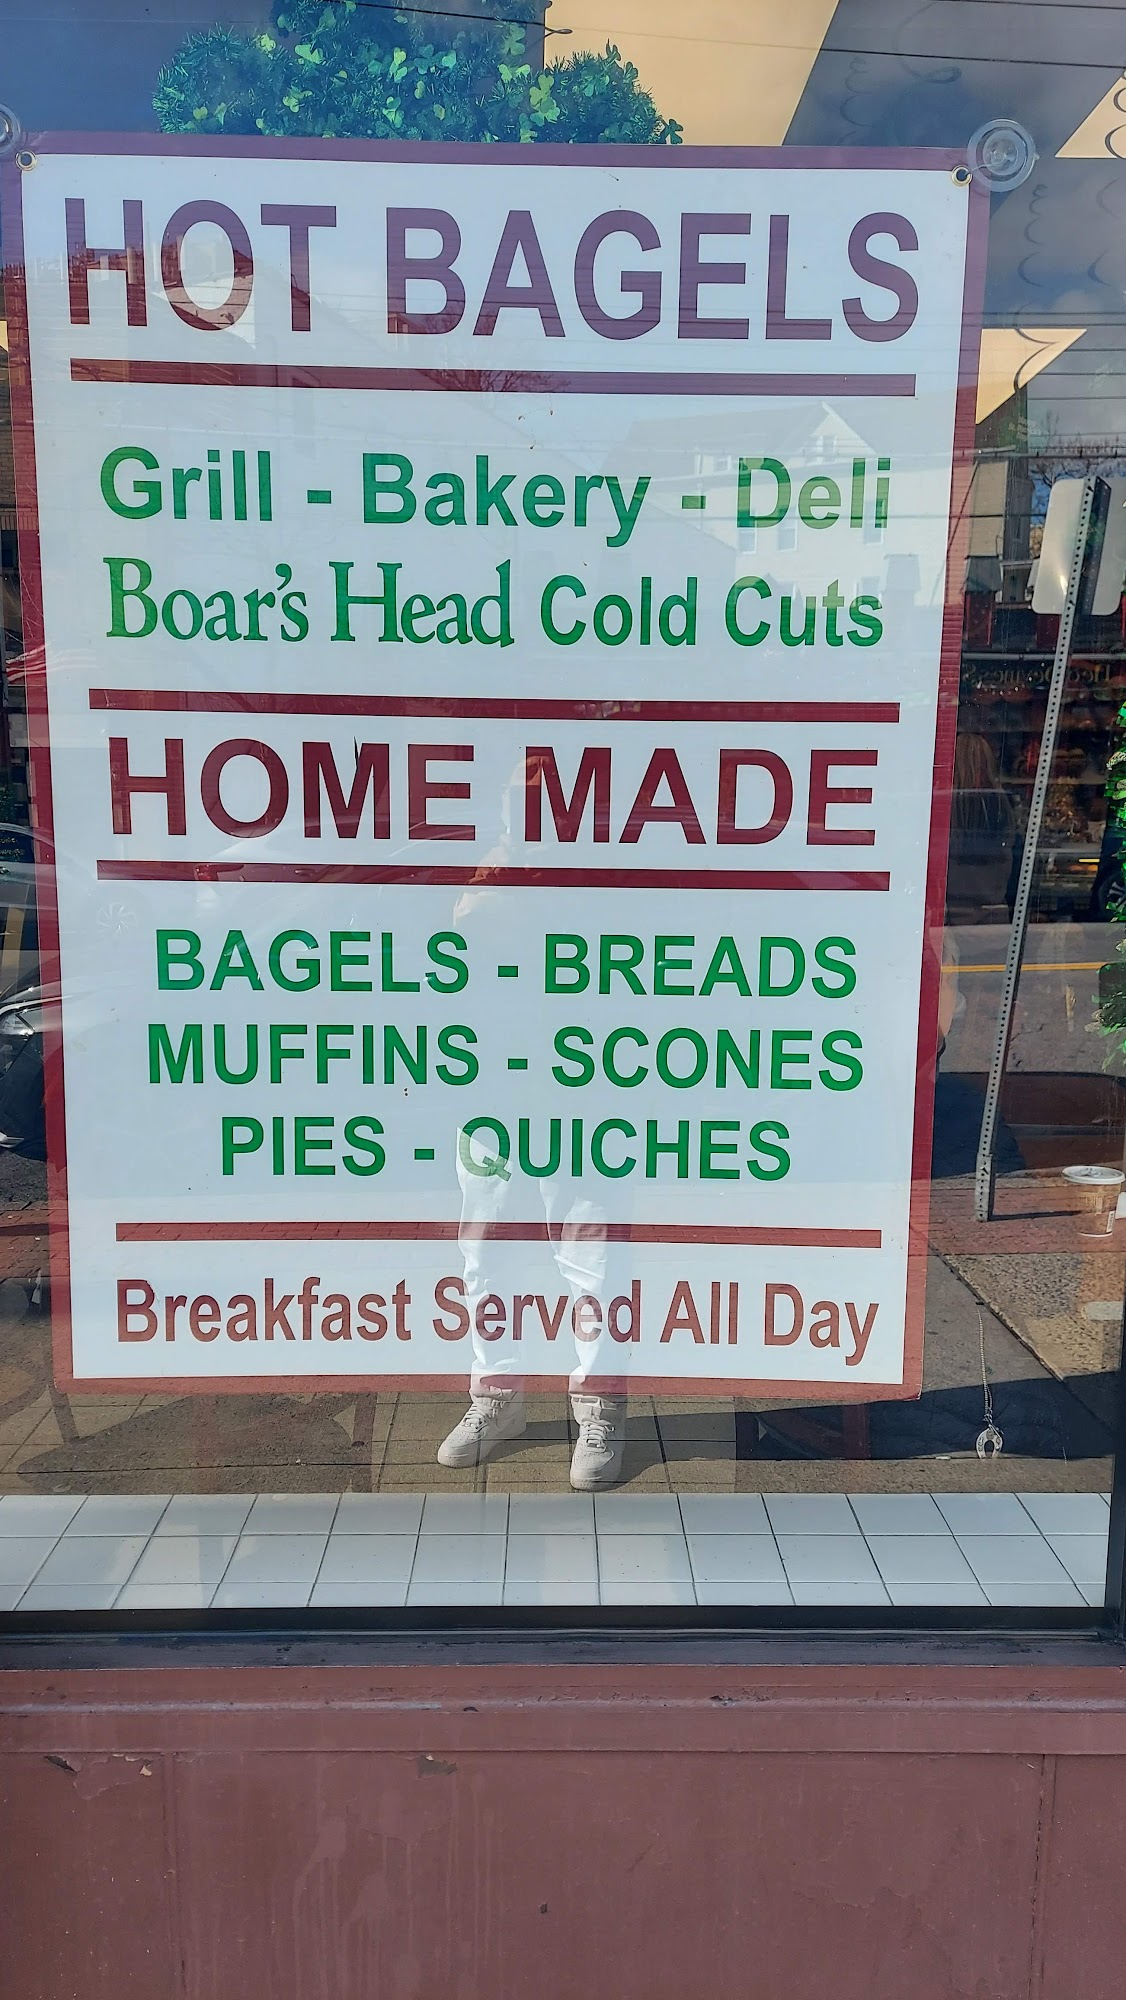 HOT BAGELS
Grill - Bakery - Deli
Boar's Head Cold Cuts
HOME MADE
BAGELS - BREADS
MUFFINS - SCONES
PIES - QUICHES
Breakfast Served All Day